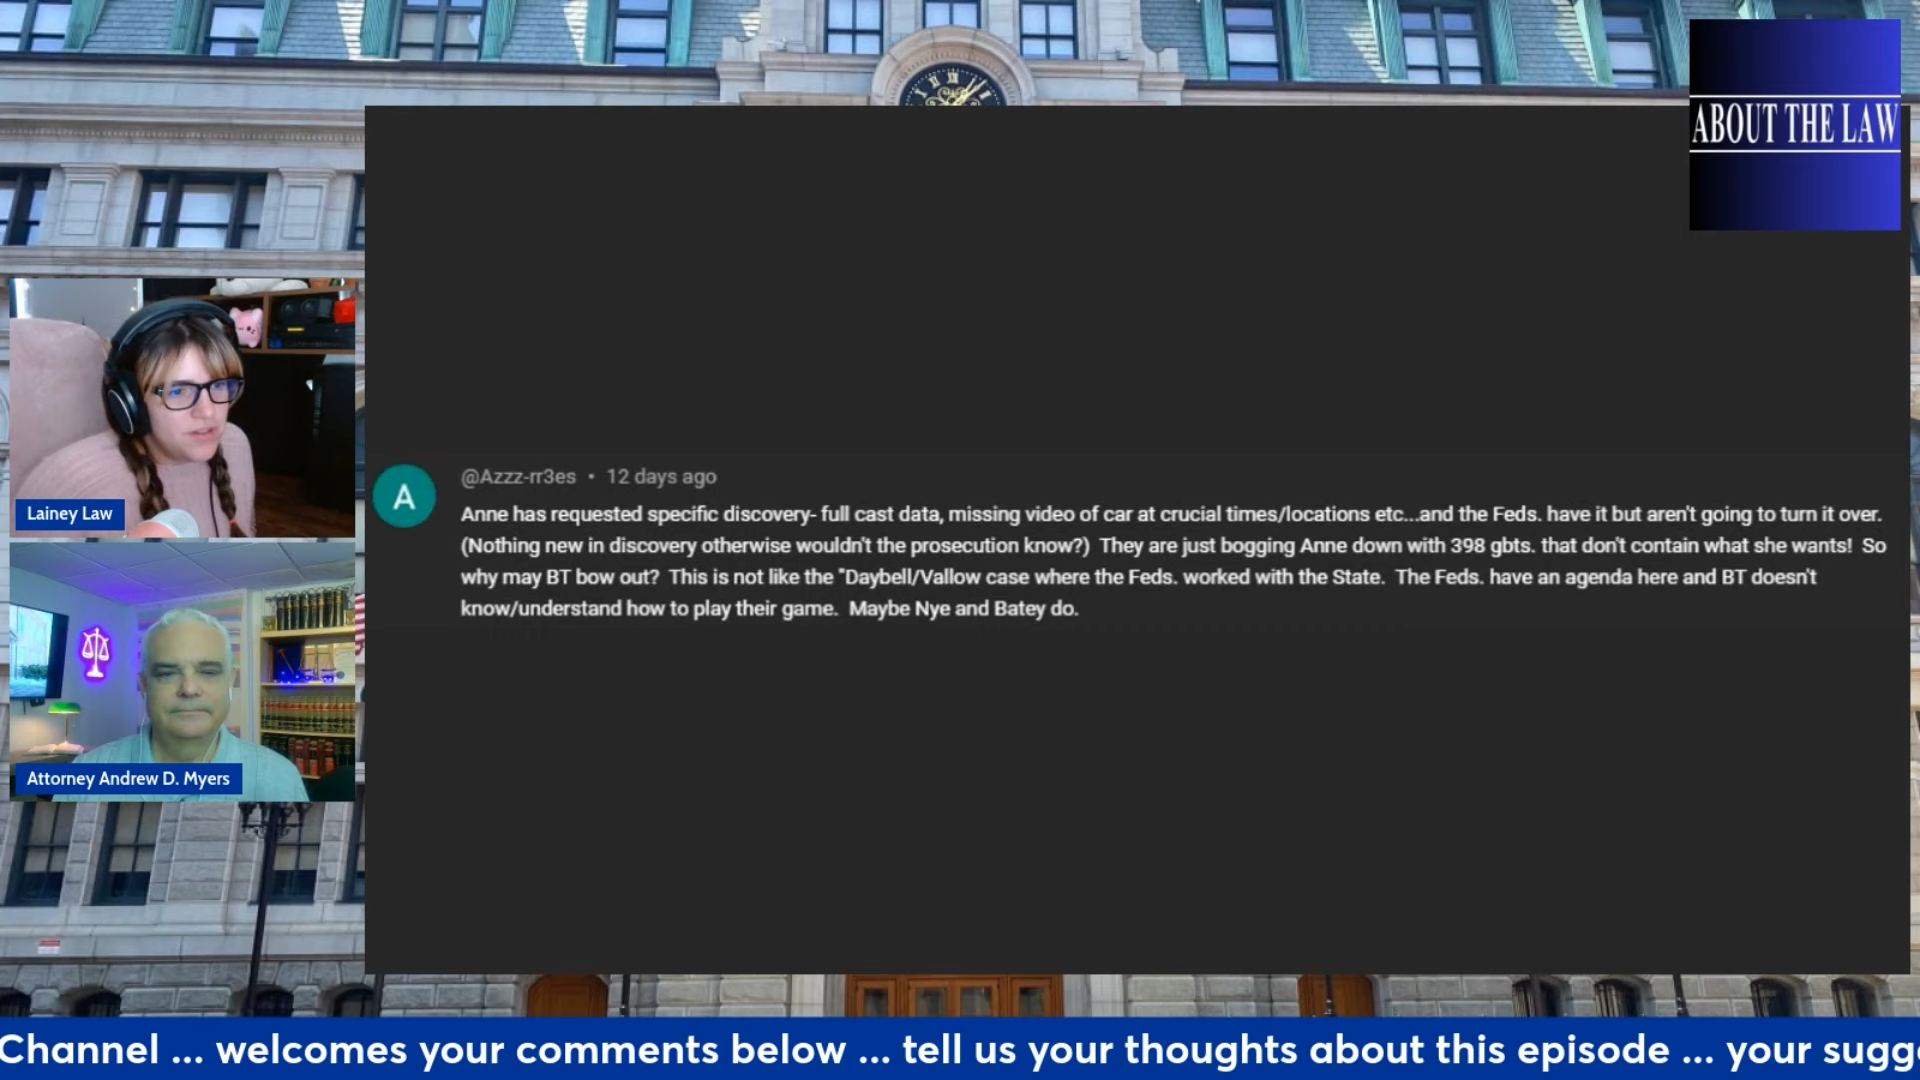 ABOUT THE LAW
@Azzz-rr3es • 12 days ago
A
Anne has requested specific discovery- full cast data, missing video of car at crucial times/locations etc...and the Feds. have it but aren't going to turn it over.
(Nothing new in discovery otherwise wouldn't the prosecution know?)  They are just bogging Anne down with 398 gbts. that don't contain what she wants!  So
why may BT bow out?  This is not like the "Daybell/Vallow case where the Feds. worked with the State.  The Feds. have an agenda here and BT doesn't
know/understand how to play their game.  Maybe Nye and Batey do.
Lainey Law
Attorney Andrew D. Myers
Channel ... welcomes your comments below ... tell us your thoughts about this episode ... your sugg